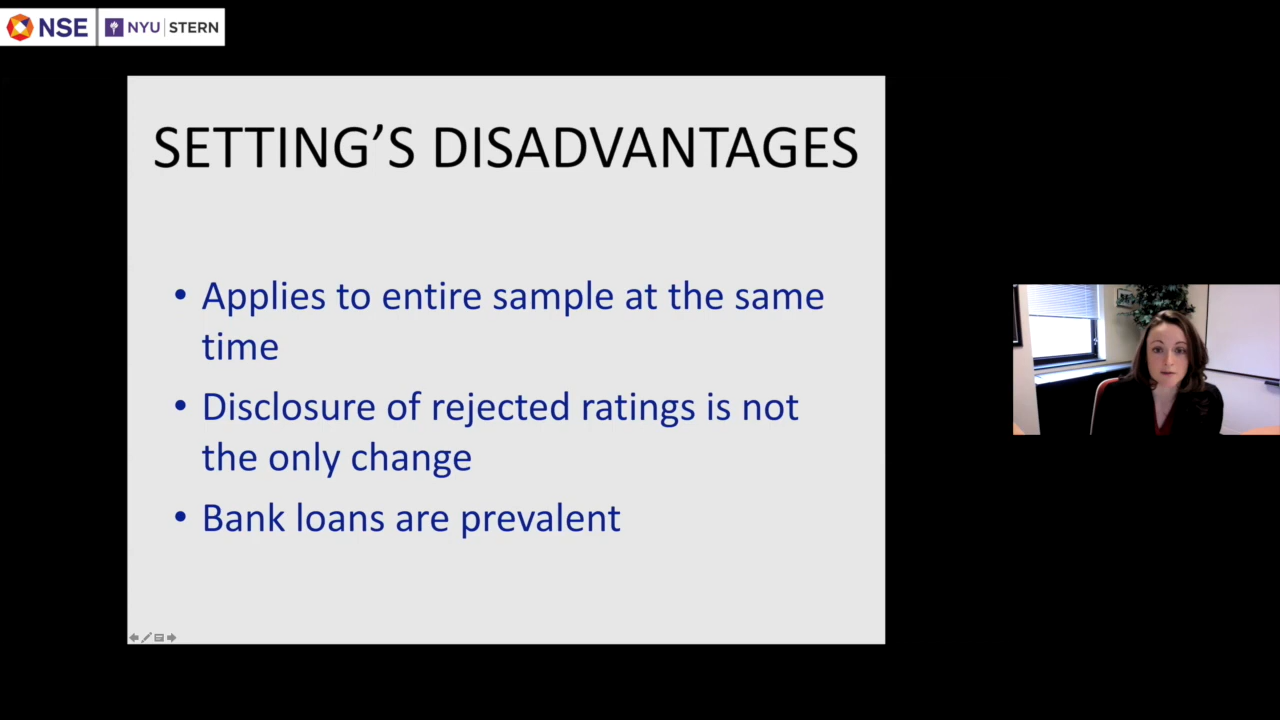 NSE NYU STERN
SETTING'S DISADVANTAGES
• Applies to entire sample at the same
time
• Disclosure of rejected ratings is not
the only change
• Bank loans are prevalent